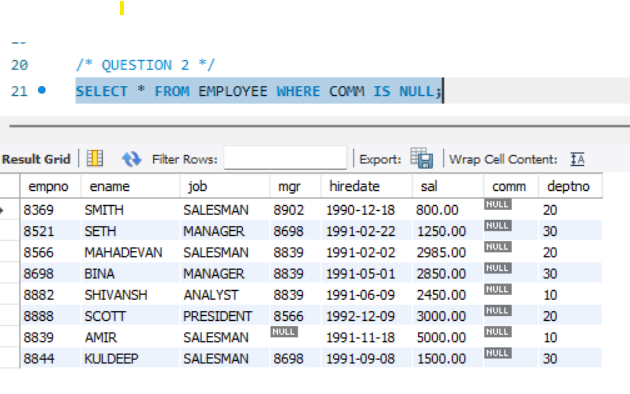 20 /* QUESTION 2 */
21 SELECT * FROM EMPLOYEE WHERE COMM IS NULL;
Result Grid Filter Rows: Export: Wrap Cell Content: IA
empno ename job mgr hiredate sal comm deptno
8369 SMITH SALESMAN 8902 1990-12-18 800.00 NULL 20
8521 SETH MANAGER 8698 1991-02-22 1250.00 NULL 30
8566 MAHADEVAN SALESMAN 8839 1991-02-02 2985.00 NULL 20
8698 BINA MANAGER 8839 1991-05-01 2850.00 NULL 30
8882 SHIVANSH ANALYST 8839 1991-06-09 2450.00 NULL 10
8888 SCOTT PRESIDENT 8566 1992-12-09 3000.00 NULL 20
8839 AMIR SALESMAN NULL 1991-11-18 5000.00 NULL 10
8844 KULDEEP SALESMAN 8698 1991-09-08 1500.00 NULL 30